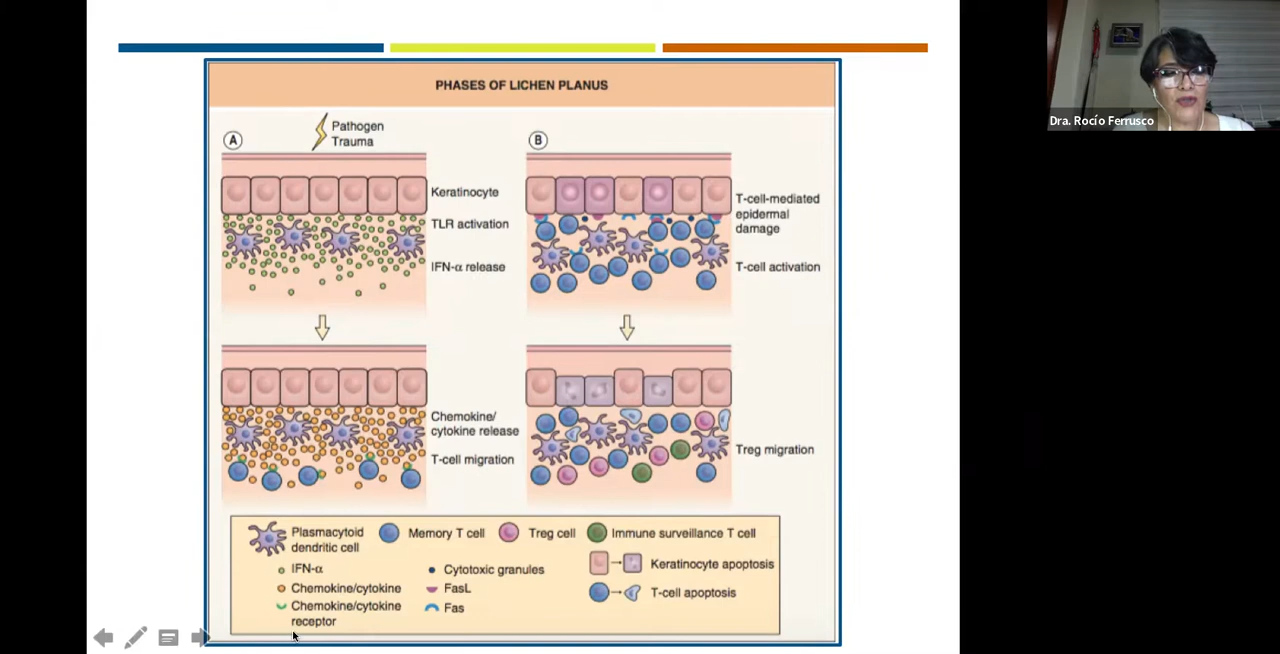 PHASES OF LICHEN PLANUS
A
Pathogen
Trauma
Keratinocyte
TLR activation
IFN-α release
Chemokine/
cytokine release
T-cell migration
B
T-cell-mediated
epidermal
damage
T-cell activation
Treg migration
Plasmacytoid
dendritic cell
Memory T cell
Treg cell
Immune surveillance T cell
IFN-α
Chemokine/cytokine
Chemokine/cytokine
receptor
Cytotoxic granules
FasL
Fas
Keratinocyte apoptosis
T-cell apoptosis
Dra. Rocío Ferrusco